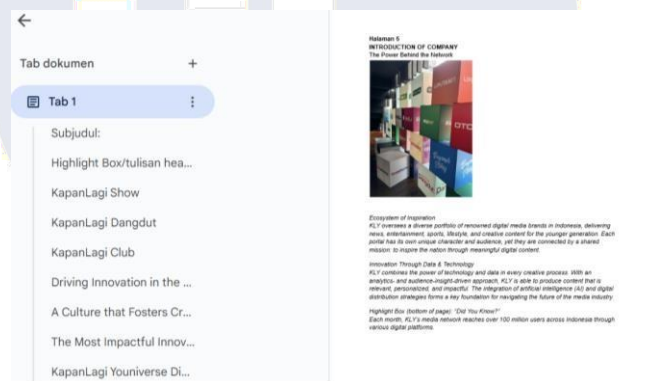 Tab dokumen
Tab 1
Subjudul:
Highlight Box/tulisan hea...
KapanLagi Show
KapanLagi Dangdut
KapanLagi Club
Driving Innovation in the ...
A Culture that Fosters Cr...
The Most Impactful Innov...
KapanLagi Youniverse Di...
Halaman 5
INTRODUCTION OF COMPANY
The Power Behind the Network
Ecosystem of Inspiration
KLY oversees a diverse portfolio of renowned digital media brands in Indonesia, delivering
news, entertainment, sports, lifestyle, and creative content for the younger generation. Each
portal has its own unique character and audience, yet they are connected by a shared
mission: to inspire the nation through meaningful digital content.
Innovation Through Data & Technology
KLY combines the power of technology and data in every creative process. With an
analytics- and audience-insight-driven approach, KLY is able to produce content that is
relevant, personalized, and impactful. The integration of artificial intelligence (AI) and digital
distribution strategies forms a key foundation for navigating the future of the media industry.
Highlight Box (bottom of page): "Did You Know?"
Each month, KLY's media network reaches over 100 million users across Indonesia through
various digital platforms.